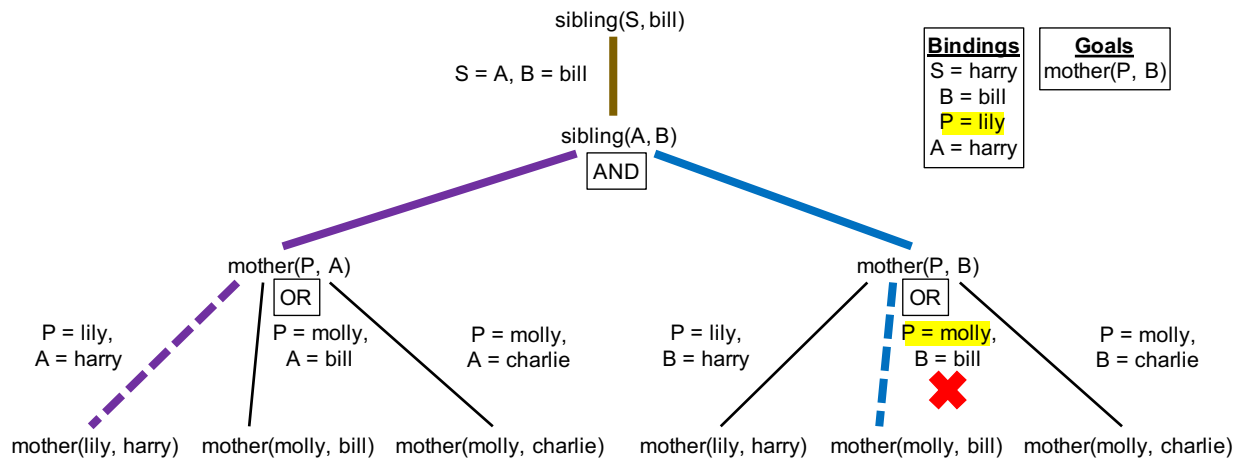 sibling(S, bill)
S = A, B = bill
Bindings
S = harry
B = bill
P = lily
A = harry
Goals
mother(P, B)
sibling(A, B)
AND
mother(P, A)
OR
mother(P, B)
OR
P = lily,
A = harry
P = molly,
A = bill
P = molly,
A = charlie
P = lily,
B = harry
P = molly,
B = bill
P = molly,
B = charlie
mother(lily, harry)
mother(molly, bill)
mother(molly, charlie)
mother(lily, harry)
mother(molly, bill)
mother(molly, charlie)